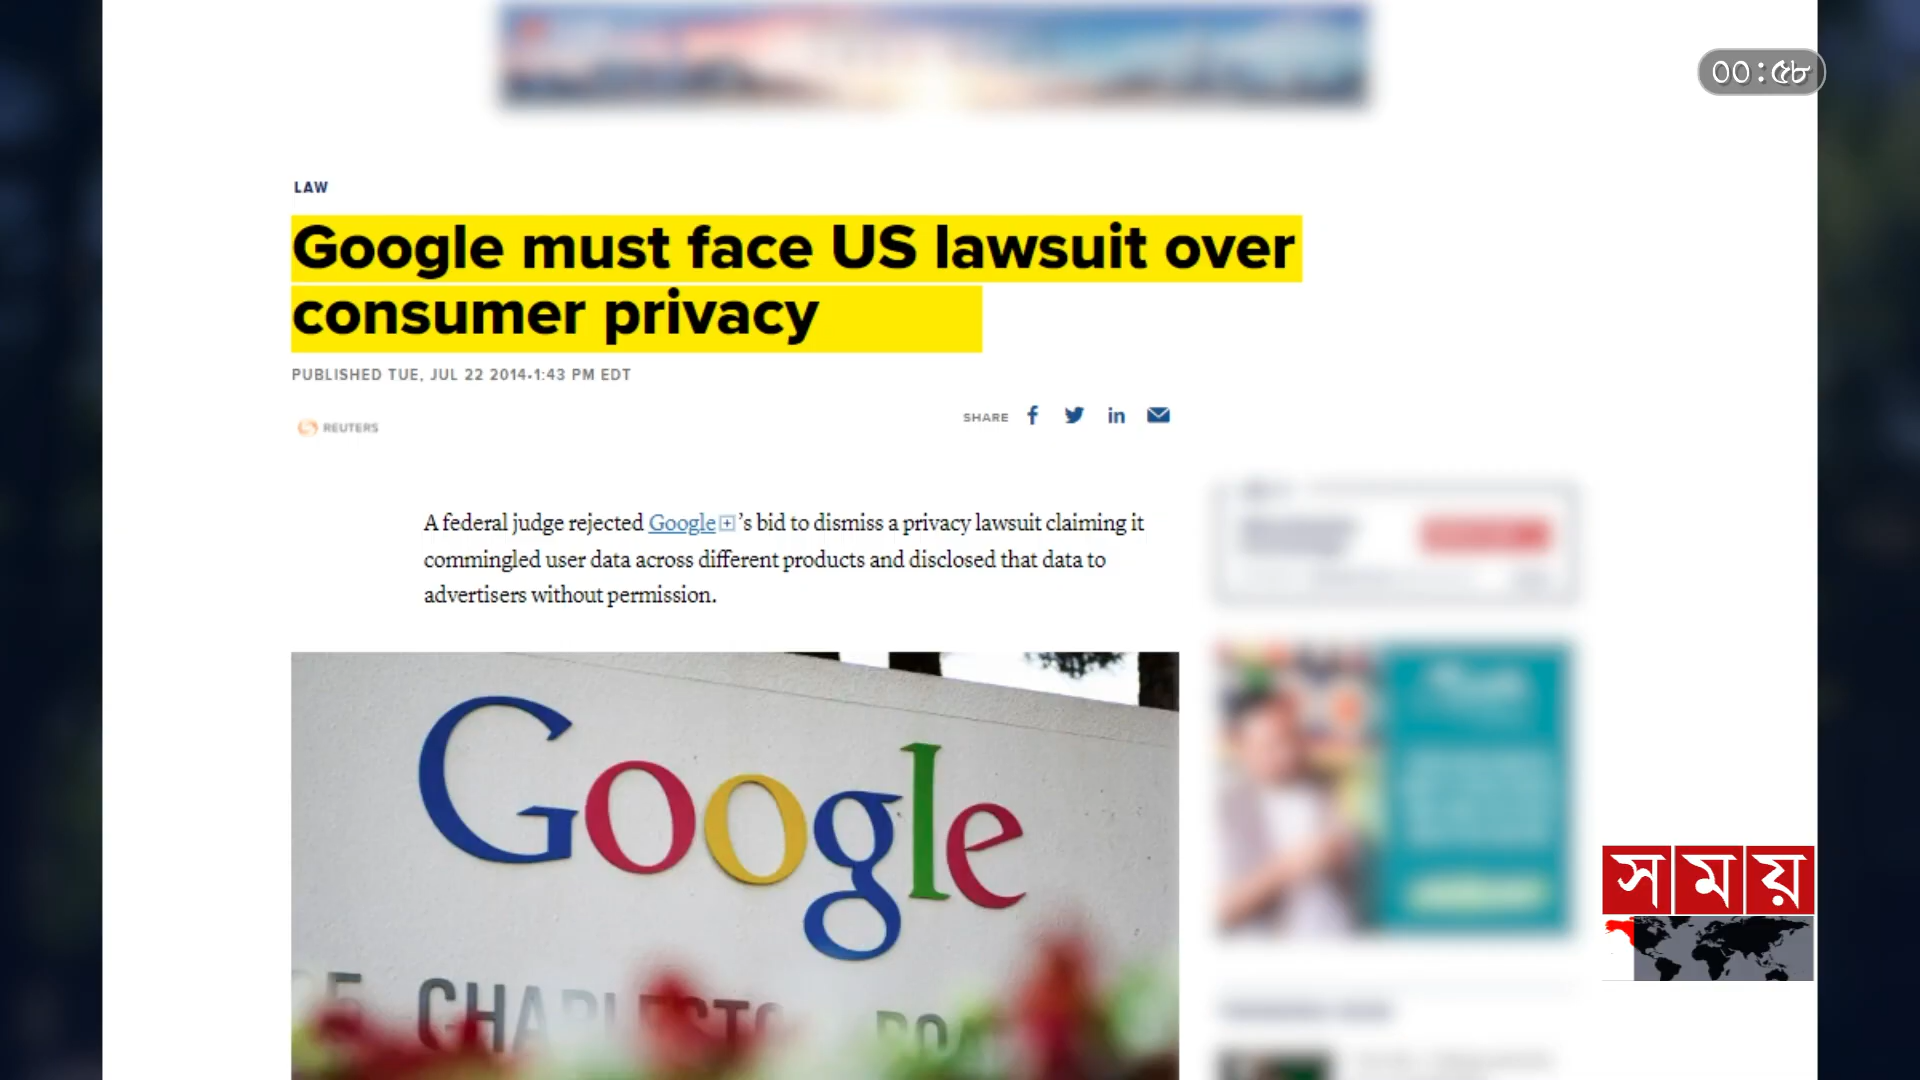 ০০:৫৮
LAW
Google must face US lawsuit over
consumer privacy
PUBLISHED TUE, JUL 22 2014•1:43 PM EDT
REUTERS
SHARE
A federal judge rejected Google's bid to dismiss a privacy lawsuit claiming it
commingled user data across different products and disclosed that data to
advertisers without permission.
Google
CHARLESTON ROAD
সময়